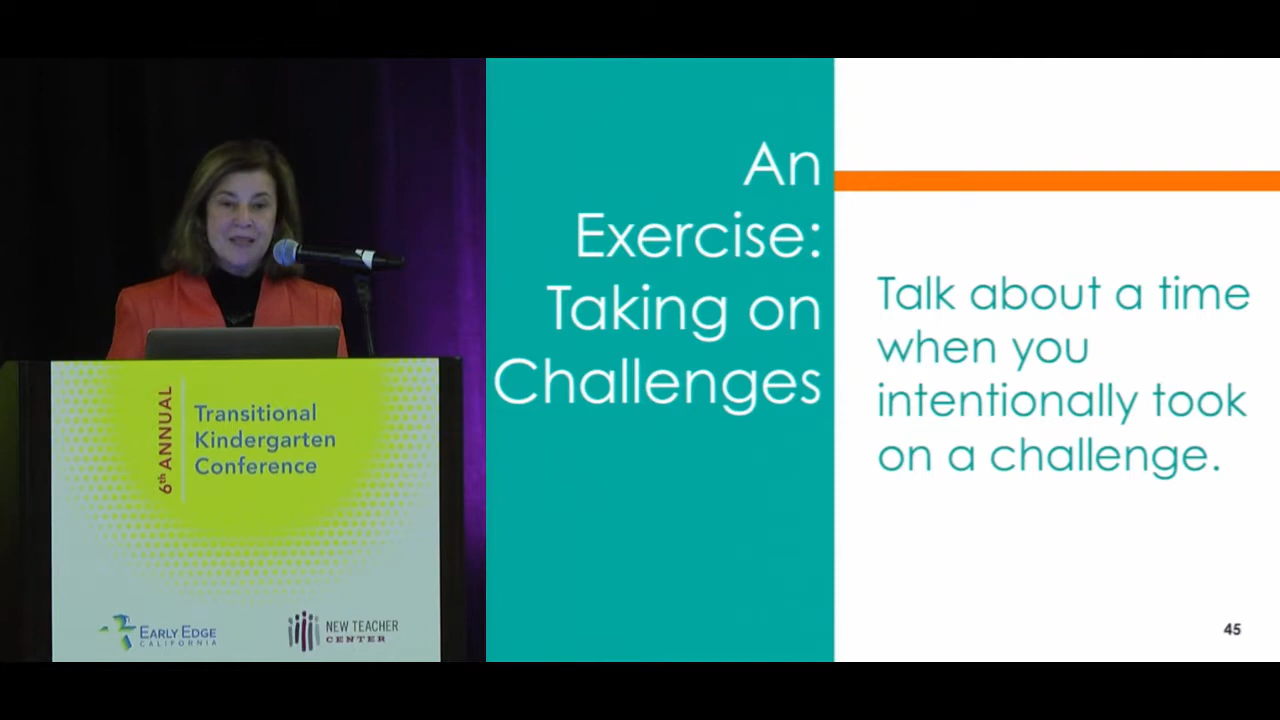 6th ANNUAL
Transitional
Kindergarten
Conference
EARLY EDGE
CALIFORNIA
NEW TEACHER
CENTER
An
Exercise:
Taking on
Challenges
Talk about a time
when you
intentionally took
on a challenge.
45